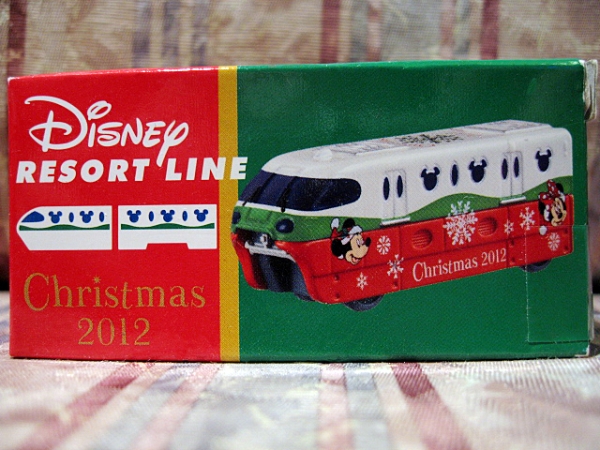 Disney
RESORT LINE
Christmas
2012
Christmas 2012